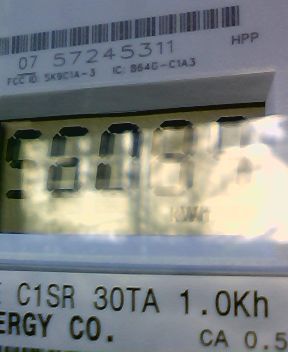 07 57245311
HPP
FCC ID: SK9C1A-3 IC: 864G-C1A3
KWH
C1SR 30TA 1.0Kh
ERGY CO.
CA 0.5